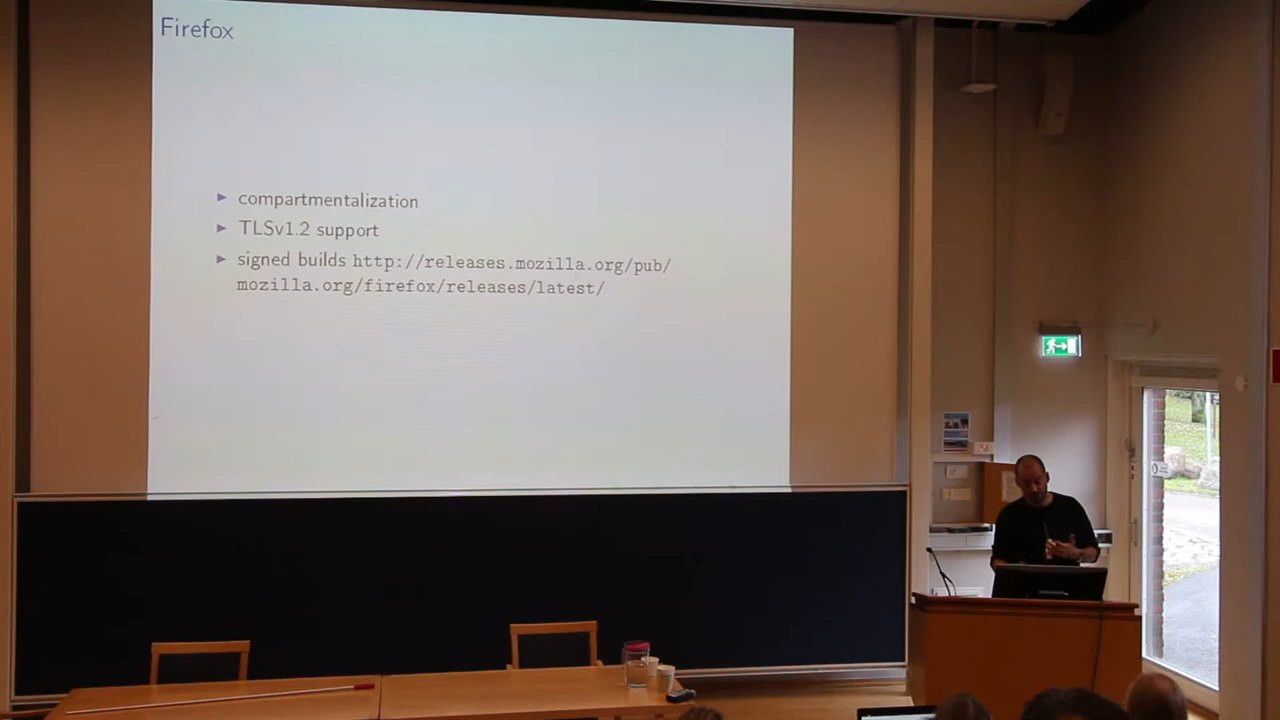 Firefox
compartmentalization
TLSv1.2 support
signed builds http://releases.mozilla.org/pub/
mozilla.org/firefox/releases/latest/